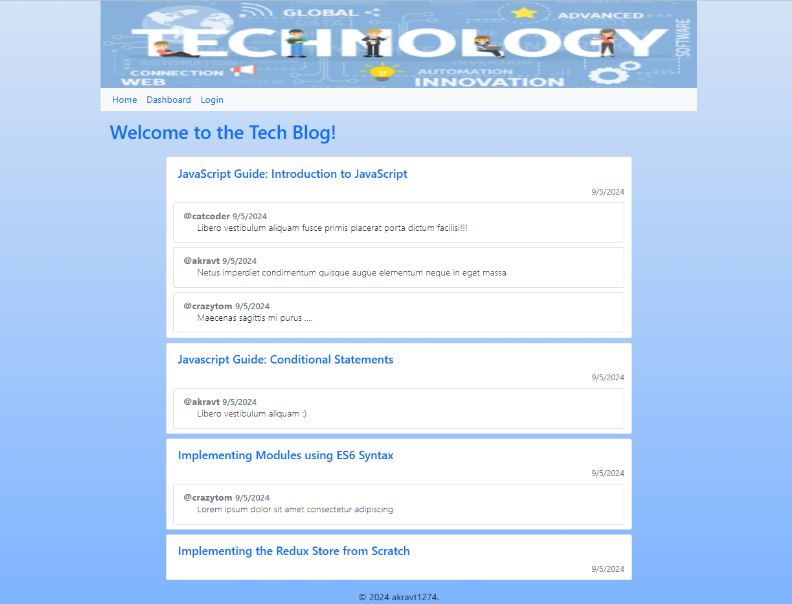 GLOBAL
DATA
ADVANCED
TECHNOLOGY
SOFTWARE
AUTOMATION
INVENTION
CONNECTION
AUTOMATION
WEB
SYSTEM
INNOVATION
Home Dashboard Login
Welcome to the Tech Blog!
JavaScript Guide: Introduction to JavaScript
9/5/2024
@catcoder 9/5/2024
Libero vestibulum aliquam fusce primis placerat porta dictum facilisi!!!
@akravt 9/5/2024
Netus imperdiet condimentum quisque augue elementum neque in eget massa
@crazytom 9/5/2024
Maecenas sagittis mi purus ....
Javascript Guide: Conditional Statements
9/5/2024
@akravt 9/5/2024
Libero vestibulum aliquam :)
Implementing Modules using ES6 Syntax
9/5/2024
@crazytom 9/5/2024
Lorem ipsum dolor sit amet consectetur adipiscing
Implementing the Redux Store from Scratch
9/5/2024
© 2024 akravt1274.